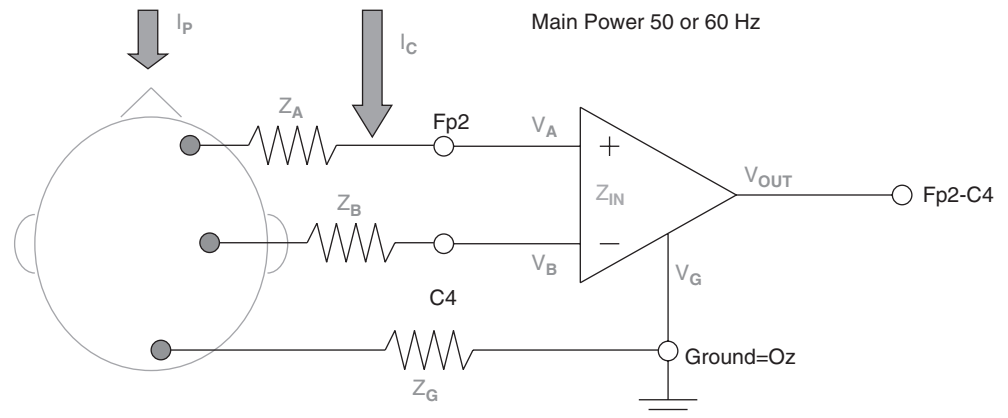 I_P
I_C
Main Power 50 or 60 Hz
Z_A
Fp2
V_A
+
V_OUT
Z_IN
Fp2-C4
Z_B
−
V_B
V_G
C4
Ground=Oz
Z_G